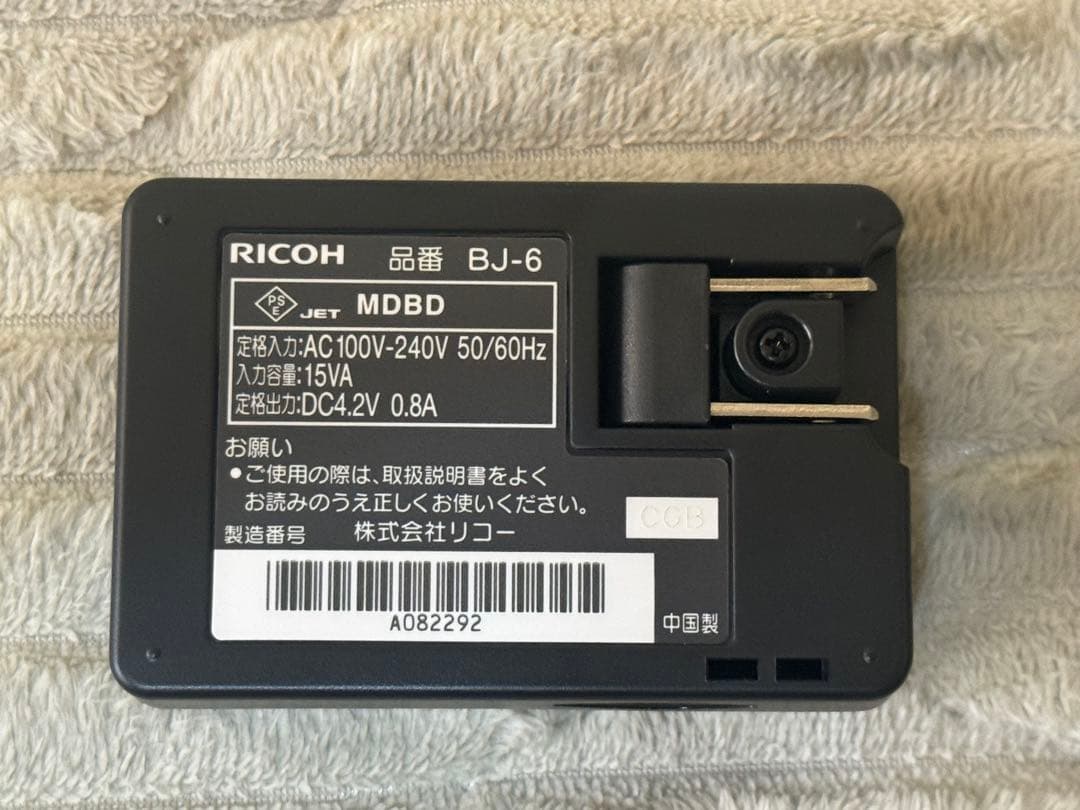 RICOH 品番 BJ-6
PSE JET MDBD
定格入力:AC100V-240V 50/60Hz
入力容量:15VA
定格出力:DC4.2V 0.8A
お願い
•ご使用の際は、取扱説明書をよく
お読みのうえ正しくお使いください。
CGB
製造番号 株式会社リコー
A082292
中国製